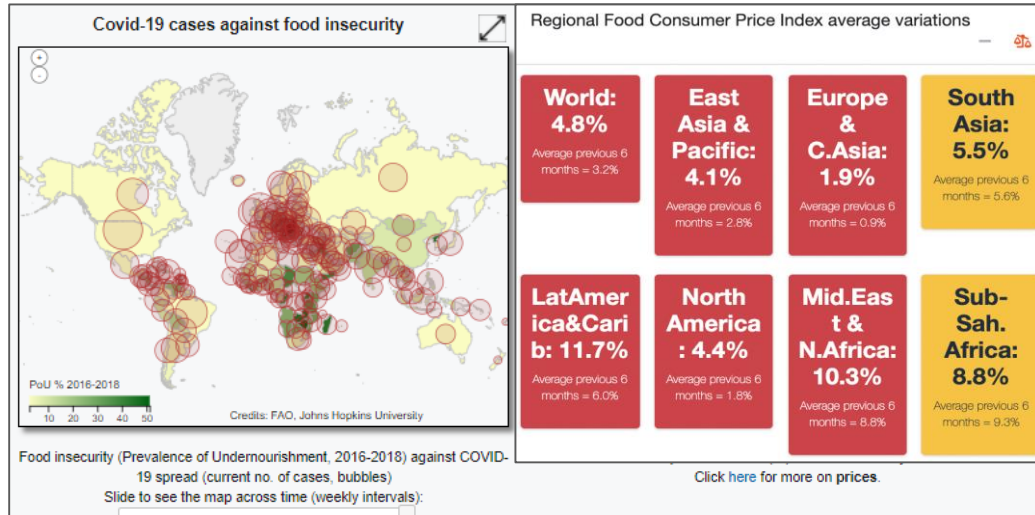 Covid-19 cases against food insecurity
+
-
PoU % 2016-2018
10 20 30 40 50
Credits: FAO, Johns Hopkins University
Food insecurity (Prevalence of Undernourishment, 2016-2018) against COVID-
19 spread (current no. of cases, bubbles)
Slide to see the map across time (weekly intervals):
Regional Food Consumer Price Index average variations
World:
4.8%
Average previous 6
months = 3.2%
East
Asia &
Pacific:
4.1%
Average previous 6
months = 2.8%
Europe
&
C.Asia:
1.9%
Average previous 6
months = 0.9%
South
Asia:
5.5%
Average previous 6
months = 5.6%
LatAmer
ica&Cari
b: 11.7%
Average previous 6
months = 6.0%
North
America
: 4.4%
Average previous 6
months = 1.8%
Mid.Eas
t &
N.Africa:
10.3%
Average previous 6
months = 8.8%
Sub-
Sah.
Africa:
8.8%
Average previous 6
months = 9.3%
Click here for more on prices.